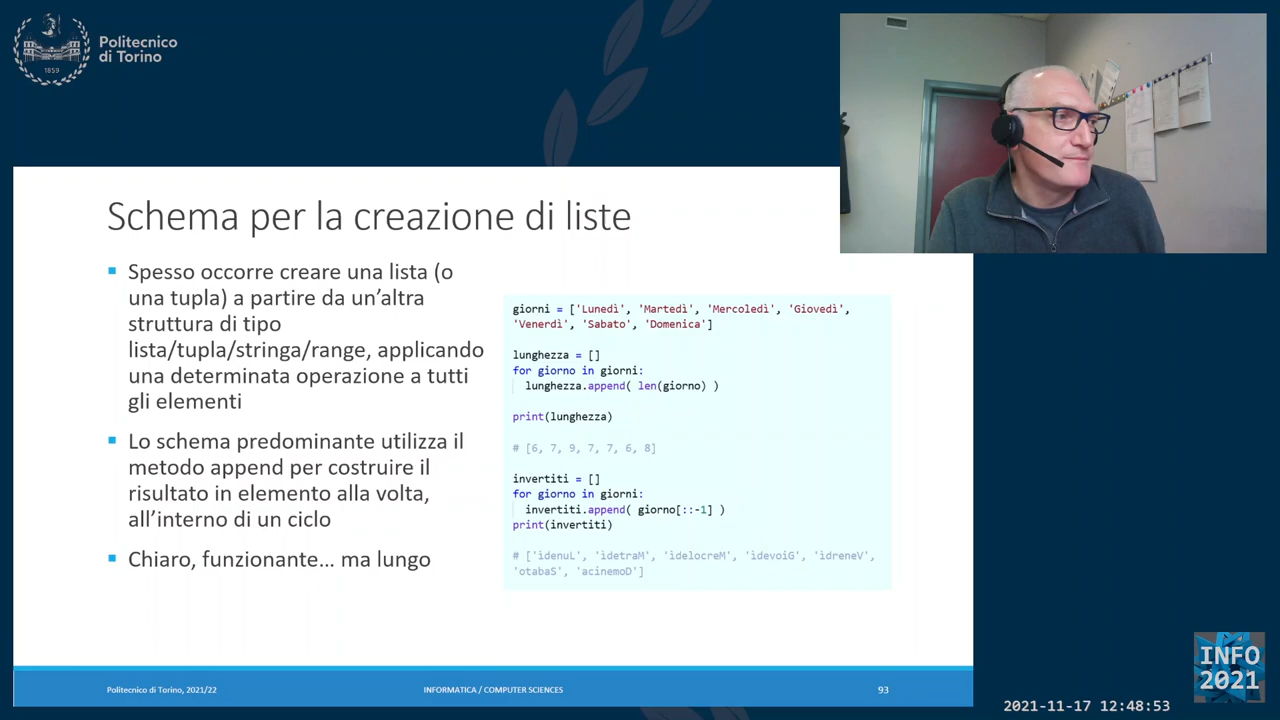 Politecnico
di Torino
1859
Schema per la creazione di liste
Spesso occorre creare una lista (o
una tupla) a partire da un’altra
struttura di tipo
lista/tupla/stringa/range, applicando
una determinata operazione a tutti
gli elementi
Lo schema predominante utilizza il
metodo append per costruire il
risultato in elemento alla volta,
all’interno di un ciclo
Chiaro, funzionante… ma lungo
giorni = ['Lunedì', 'Martedì', 'Mercoledì', 'Giovedì',
'Venerdì', 'Sabato', 'Domenica']
lunghezza = []
for giorno in giorni:
lunghezza.append( len(giorno) )
print(lunghezza)
# [6, 7, 9, 7, 7, 6, 8]
invertiti = []
for giorno in giorni:
invertiti.append( giorno[::-1] )
print(invertiti)
# ['ìdenuL', 'ìdetraM', 'ìdelocreM', 'ìdevoiG', 'ìdreneV',
'otabaS', 'acinemoD']
Politecnico di Torino, 2021/22
INFORMATICA / COMPUTER SCIENCES
93
INFO
2021
2021-11-17 12:48:53